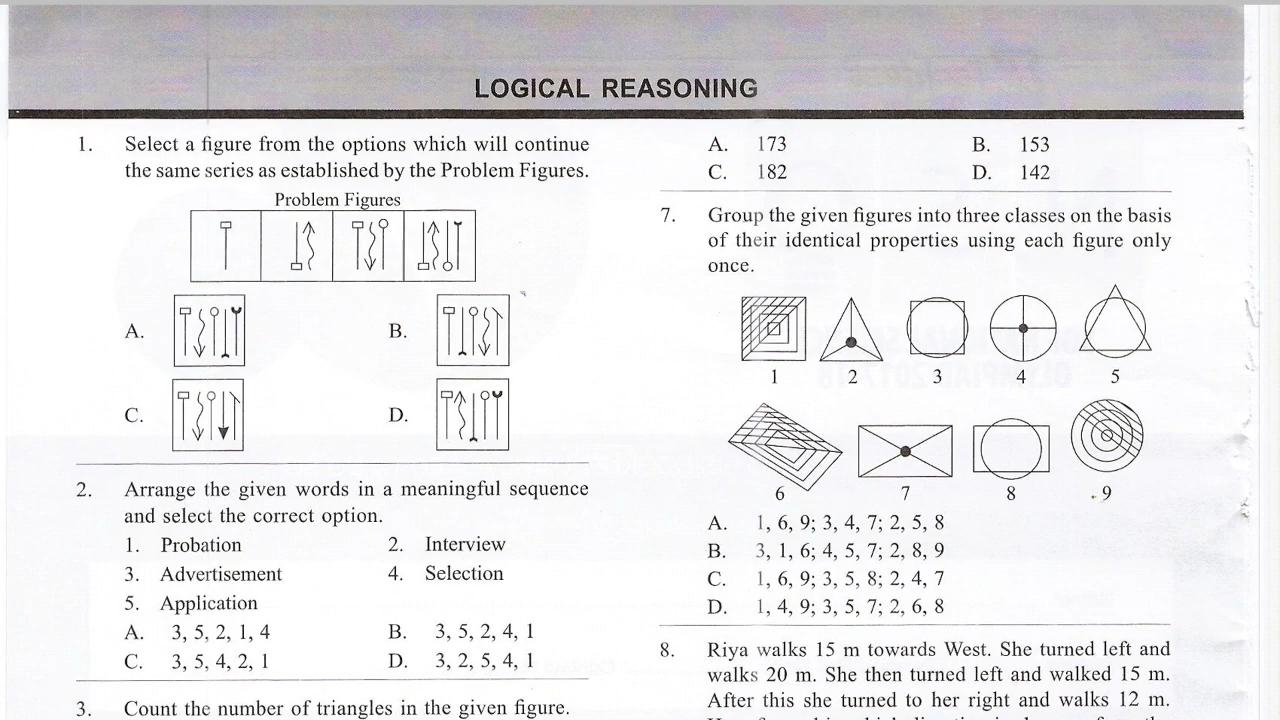 LOGICAL REASONING
1. Select a figure from the options which will continue
the same series as established by the Problem Figures.
Problem Figures
A. B.
C. D.
2. Arrange the given words in a meaningful sequence
and select the correct option.
1. Probation 2. Interview
3. Advertisement 4. Selection
5. Application
A. 3, 5, 2, 1, 4 B. 3, 5, 2, 4, 1
C. 3, 5, 4, 2, 1 D. 3, 2, 5, 4, 1
3. Count the number of triangles in the given figure.
A. 173 B. 153
C. 182 D. 142
7. Group the given figures into three classes on the basis
of their identical properties using each figure only
once.
1 2 3 4 5
6 7 8 9
A. 1, 6, 9; 3, 4, 7; 2, 5, 8
B. 3, 1, 6; 4, 5, 7; 2, 8, 9
C. 1, 6, 9; 3, 5, 8; 2, 4, 7
D. 1, 4, 9; 3, 5, 7; 2, 6, 8
8. Riya walks 15 m towards West. She turned left and
walks 20 m. She then turned left and walked 15 m.
After this she turned to her right and walks 12 m.